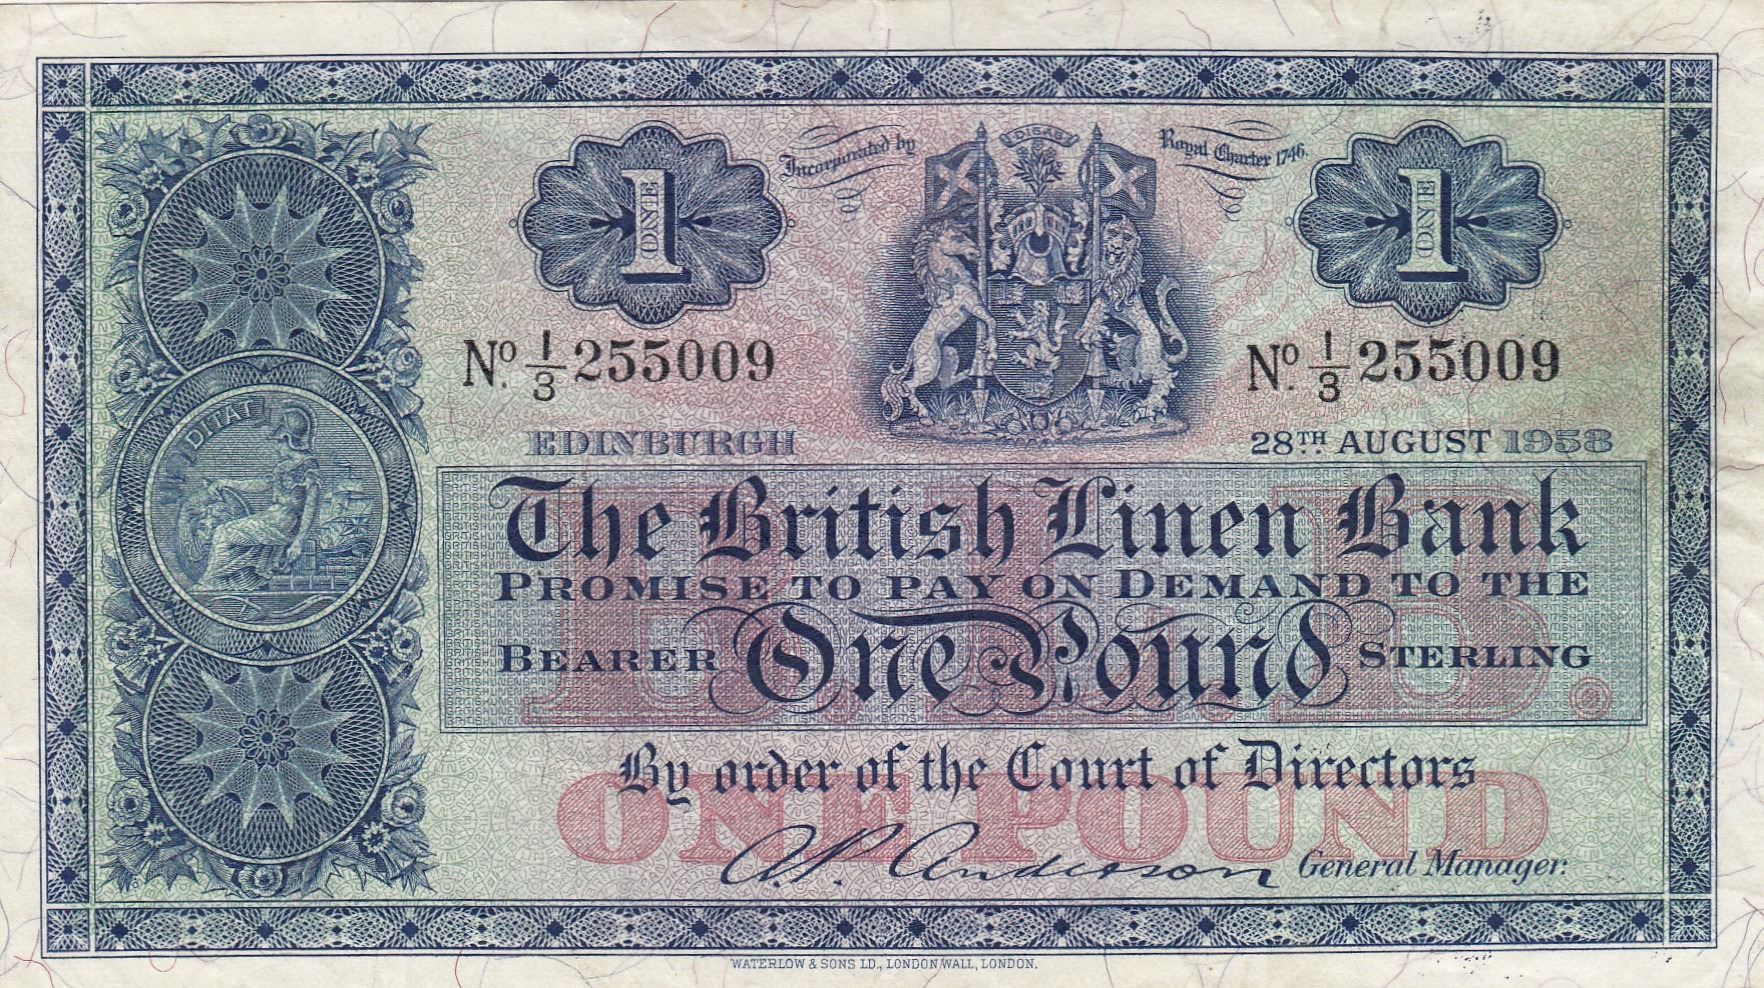 Incorporated by
Royal Charter 1746.
DITAT
1
ONE
1
ONE
No. 1/3 255009
No. 1/3 255009
EDINBURGH
28TH. AUGUST 1958
The British Linen Bank
PROMISE TO PAY ON DEMAND TO THE
BEARER One Pound STERLING
By order of the Court of Directors
ONE POUND
A.P. Anderson General Manager.
WATERLOW & SONS LD., LONDON WALL, LONDON.